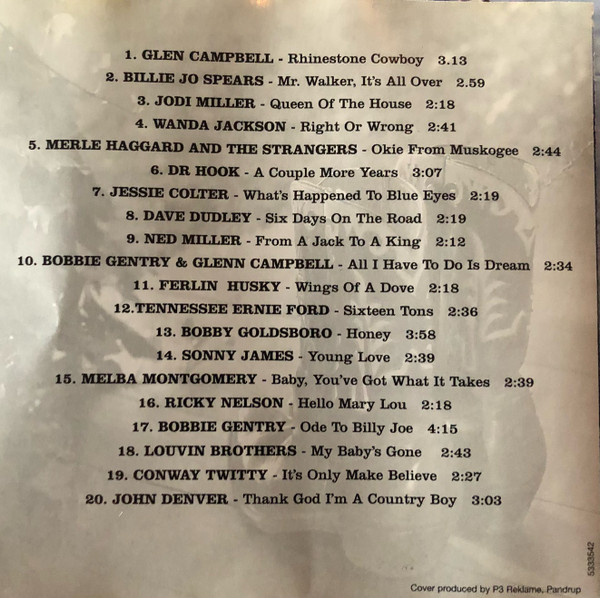 1. GLEN CAMPBELL - Rhinestone Cowboy 3.13
2. BILLIE JO SPEARS - Mr. Walker, It's All Over 2.59
3. JODI MILLER - Queen Of The House 2:18
4. WANDA JACKSON - Right Or Wrong 2:41
5. MERLE HAGGARD AND THE STRANGERS - Okie From Muskogee 2:44
6. DR HOOK - A Couple More Years 3:07
7. JESSIE COLTER - What's Happened To Blue Eyes 2:19
8. DAVE DUDLEY - Six Days On The Road 2:19
9. NED MILLER - From A Jack To A King 2:12
10. BOBBIE GENTRY & GLENN CAMPBELL - All I Have To Do Is Dream 2:34
11. FERLIN HUSKY - Wings Of A Dove 2:18
12.TENNESSEE ERNIE FORD - Sixteen Tons 2:36
13. BOBBY GOLDSBORO - Honey 3:58
14. SONNY JAMES - Young Love 2:39
15. MELBA MONTGOMERY - Baby, You've Got What It Takes 2:39
16. RICKY NELSON - Hello Mary Lou 2:18
17. BOBBIE GENTRY - Ode To Billy Joe 4:15
18. LOUVIN BROTHERS - My Baby's Gone 2:43
19. CONWAY TWITTY - It's Only Make Believe 2:27
20. JOHN DENVER - Thank God I'm A Country Boy 3:03
5333542
Cover produced by P3 Reklame, Pandrup